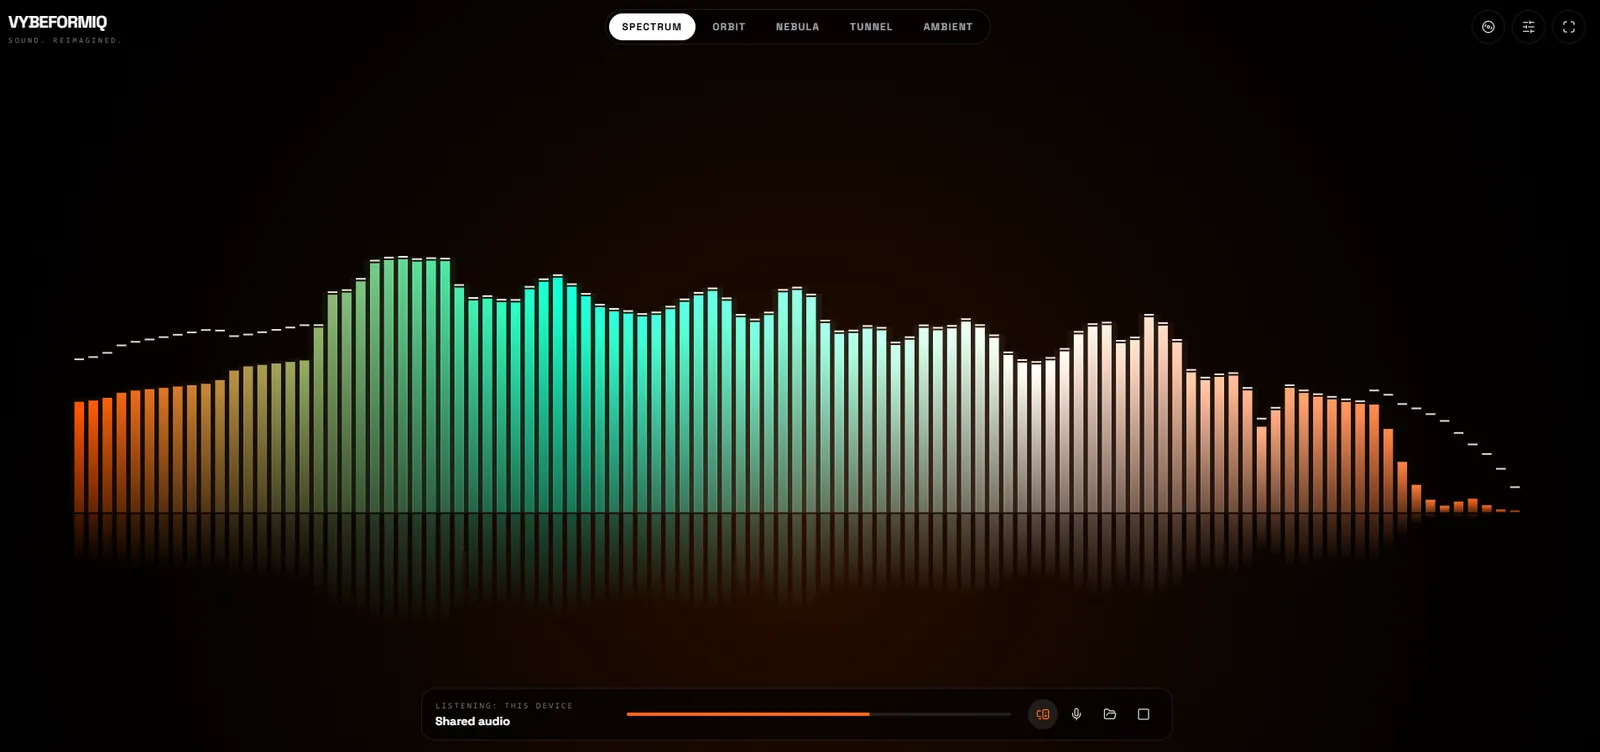 VYBEFORMIQ
SOUND. REIMAGINED.
SPECTRUM
ORBIT
NEBULA
TUNNEL
AMBIENT
LISTENING: THIS DEVICE
Shared audio